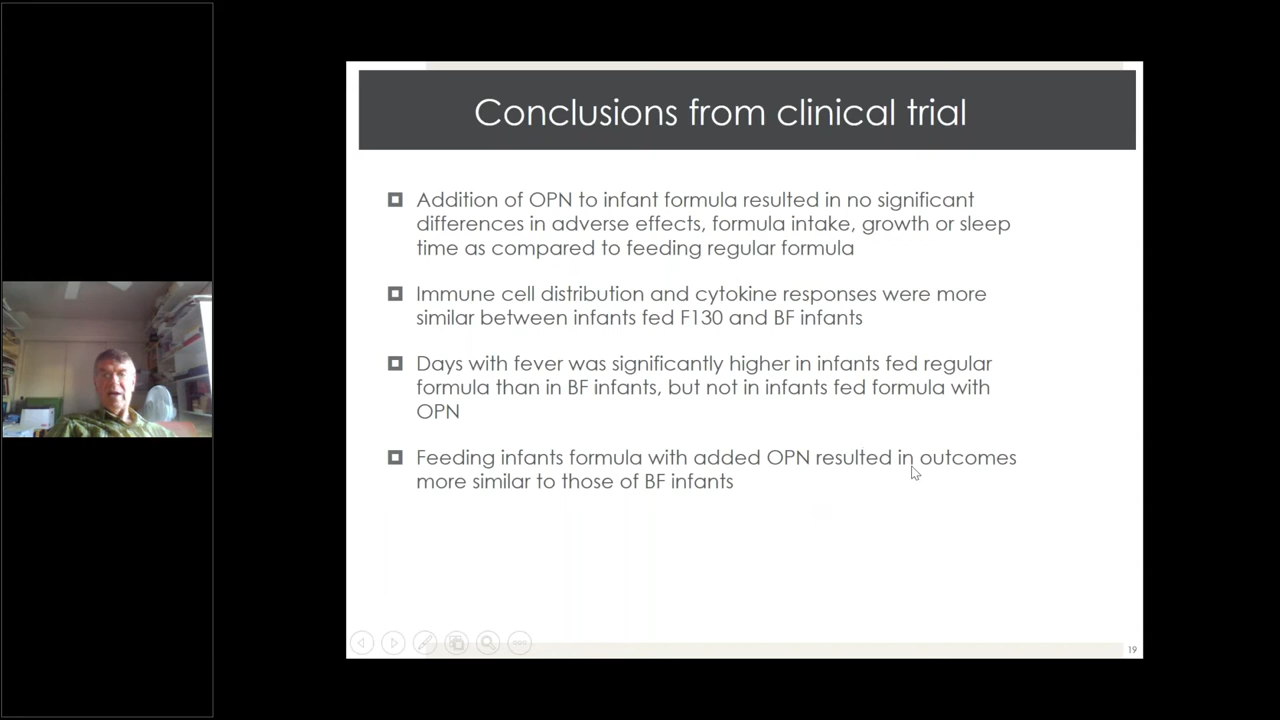 Conclusions from clinical trial
Addition of OPN to infant formula resulted in no significant
differences in adverse effects, formula intake, growth or sleep
time as compared to feeding regular formula
Immune cell distribution and cytokine responses were more
similar between infants fed F130 and BF infants
Days with fever was significantly higher in infants fed regular
formula than in BF infants, but not in infants fed formula with
OPN
Feeding infants formula with added OPN resulted in outcomes
more similar to those of BF infants
19